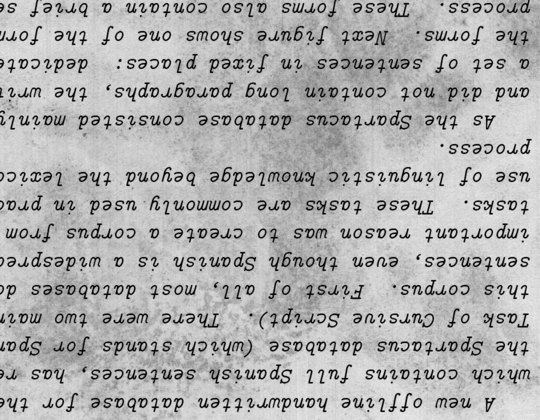 A new offline handwritten database for the
which contains full Spanish sentences, has re
the Spartacus database (which stands for Span
Task of Cursive Script). There were two main
this corpus. First of all, most databases do
sentences, even though Spanish is a widespre
important reason was to create a corpus from
tasks. These tasks are commonly used in prac
use of linguistic knowledge beyond the lexic
process.
As the Spartacus database consisted mainly
and did not contain long paragraphs, the writ
a set of sentences in fixed places: dedicate
the forms. Next figure shows one of the form
process. These forms also contain a brief se